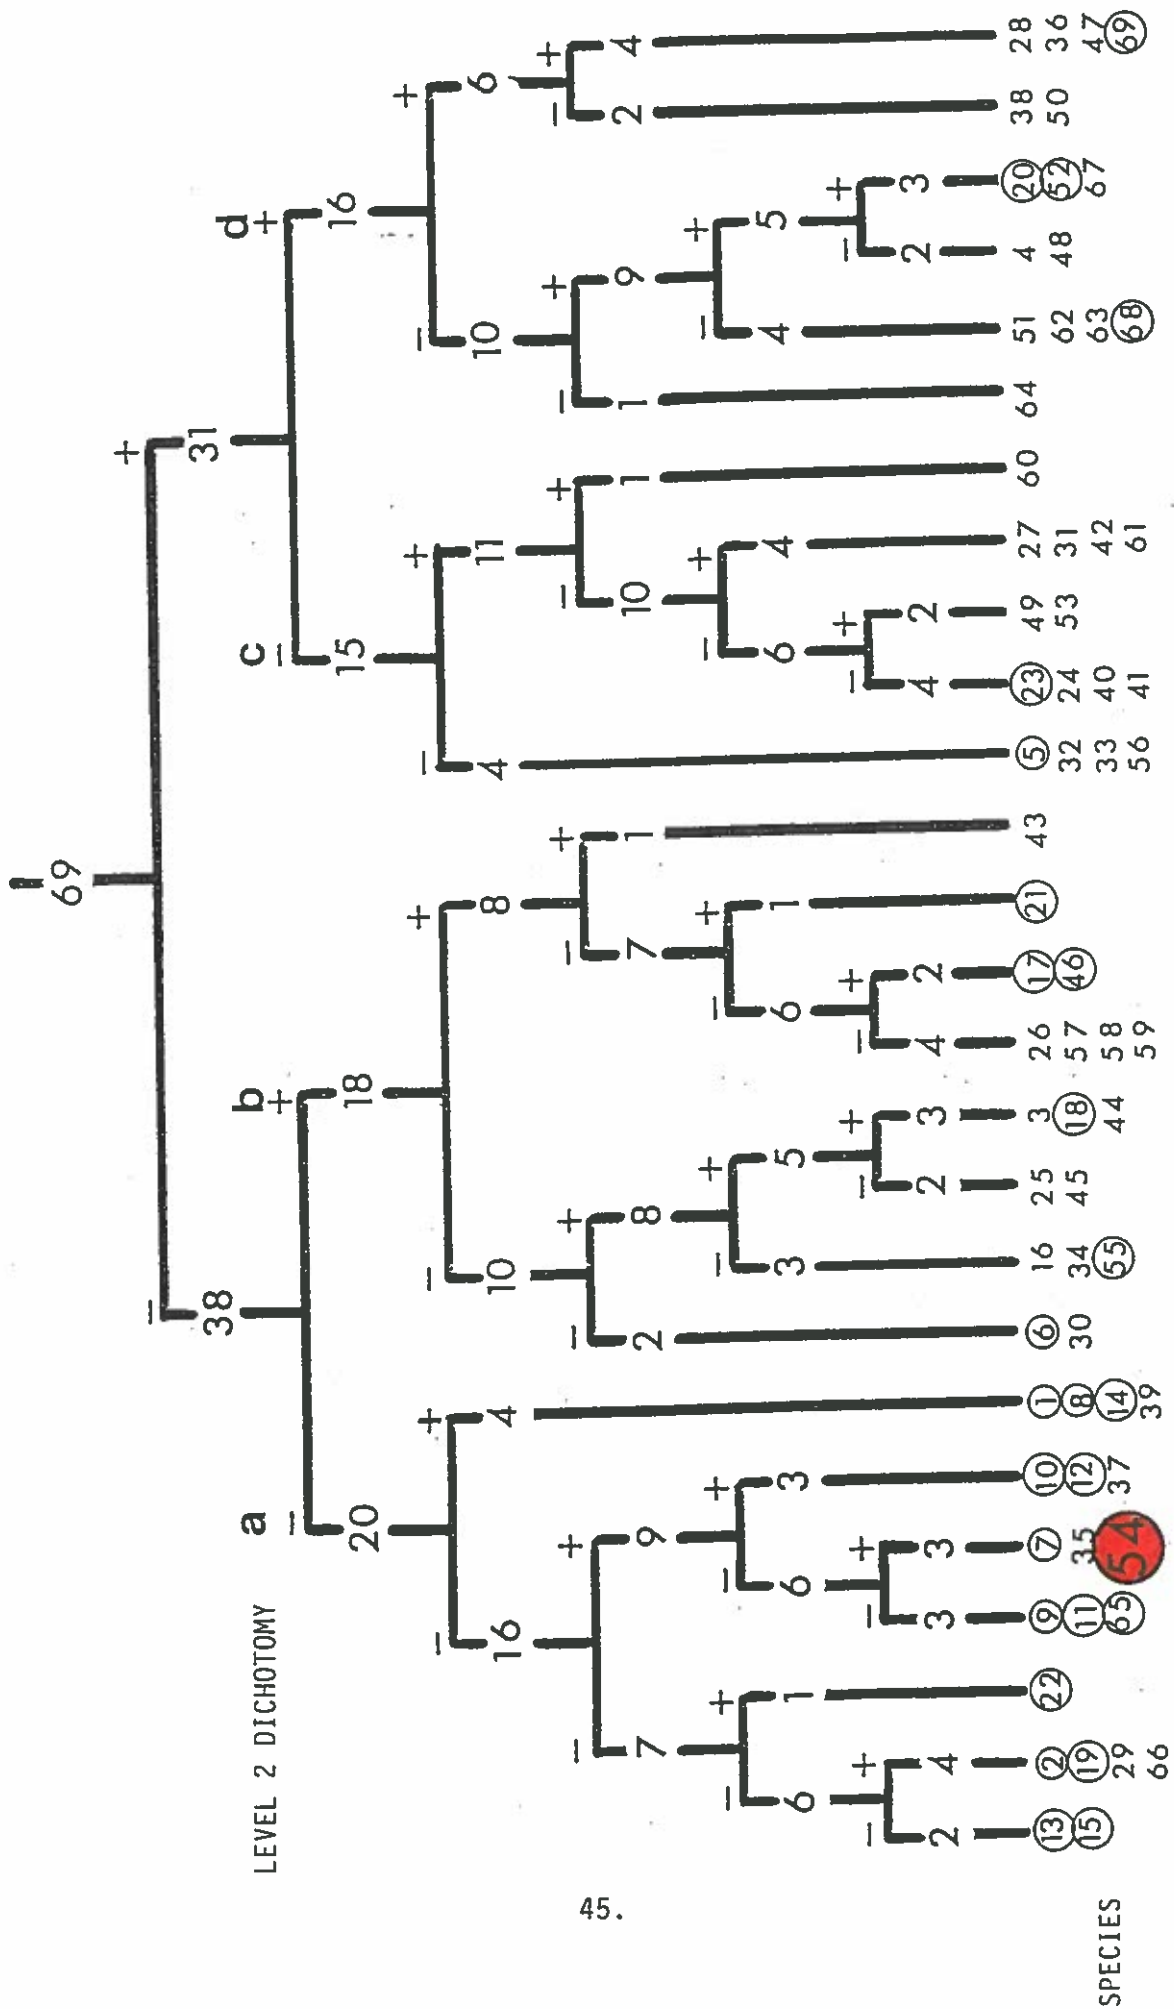 69
− +
38 31
LEVEL 2 DICHOTOMY
a b c d
− + − +
20 18 15 16
− + − + − + − +
16 4 10 8 4 11 10 6
− + − + − + − + − + − +
7 9 2 8 7 1 10 1 1 9 2 4
− + − + − + − + − + − +
6 1 6 3 3 5 6 1 6 4 4 5
− + − + − + − + − + − +
2 4 3 3 2 3 4 2 4 2 2 3
SPECIES
13 2 22 9 7 10 1 6 16 25 3 26 17 21 43 5 23 49 27 60 64 51 4 20 38 28
15 19 11 35 12 8 30 34 45 18 57 46 32 24 53 31 62 48 52 50 36
29 65 54 37 14 55 44 58 33 40 42 63 67 47
66 39 59 56 41 61 68 69
45.